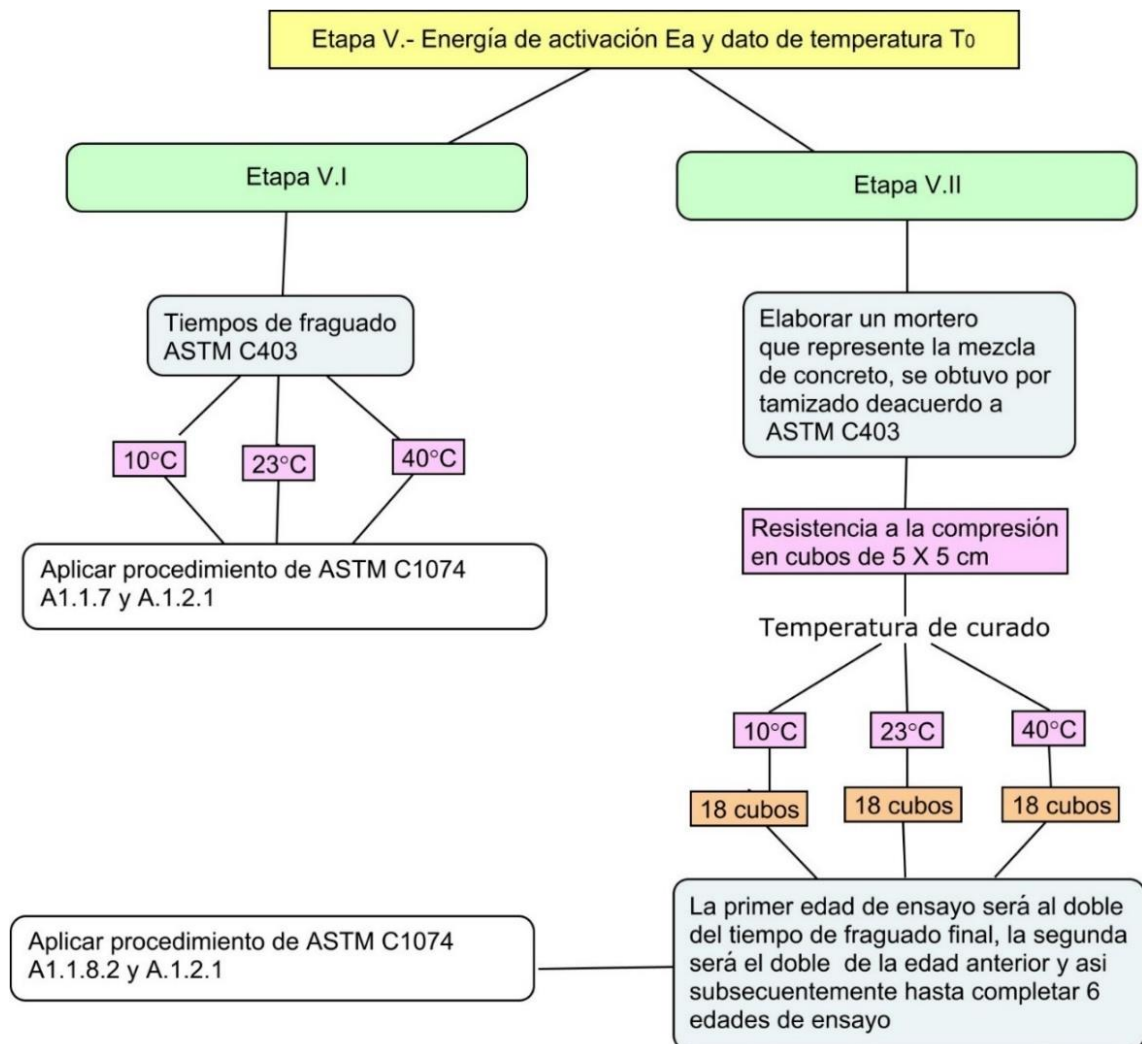 Etapa V.- Energía de activación Ea y dato de temperatura T0
Etapa V.I
Etapa V.II
Tiempos de fraguado
ASTM C403
10°C
23°C
40°C
Aplicar procedimiento de ASTM C1074
A1.1.7 y A.1.2.1
Elaborar un mortero
que represente la mezcla
de concreto, se obtuvo por
tamizado deacuerdo a
ASTM C403
Resistencia a la compresión
en cubos de 5 X 5 cm
Temperatura de curado
10°C
23°C
40°C
18 cubos
18 cubos
18 cubos
La primer edad de ensayo será al doble
del tiempo de fraguado final, la segunda
será el doble de la edad anterior y asi
subsecuentemente hasta completar 6
edades de ensayo
Aplicar procedimiento de ASTM C1074
A1.1.8.2 y A.1.2.1